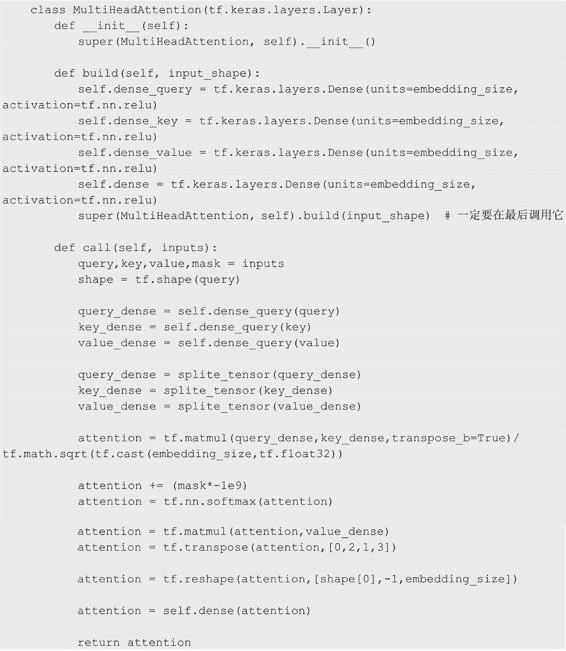 class MultiHeadAttention(tf.keras.layers.Layer):
    def __init__(self):
        super(MultiHeadAttention, self).__init__()

    def build(self, input_shape):
        self.dense_query = tf.keras.layers.Dense(units=embedding_size,
activation=tf.nn.relu)
        self.dense_key = tf.keras.layers.Dense(units=embedding_size,
activation=tf.nn.relu)
        self.dense_value = tf.keras.layers.Dense(units=embedding_size,
activation=tf.nn.relu)
        self.dense = tf.keras.layers.Dense(units=embedding_size,
activation=tf.nn.relu)
        super(MultiHeadAttention, self).build(input_shape)  # 一定要在最后调用它

    def call(self, inputs):
        query,key,value,mask = inputs
        shape = tf.shape(query)

        query_dense = self.dense_query(query)
        key_dense = self.dense_query(key)
        value_dense = self.dense_query(value)

        query_dense = splite_tensor(query_dense)
        key_dense = splite_tensor(key_dense)
        value_dense = splite_tensor(value_dense)

        attention = tf.matmul(query_dense,key_dense,transpose_b=True)/
tf.math.sqrt(tf.cast(embedding_size,tf.float32))

        attention += (mask*-1e9)
        attention = tf.nn.softmax(attention)

        attention = tf.matmul(attention,value_dense)
        attention = tf.transpose(attention,[0,2,1,3])

        attention = tf.reshape(attention,[shape[0],-1,embedding_size])

        attention = self.dense(attention)

        return attention